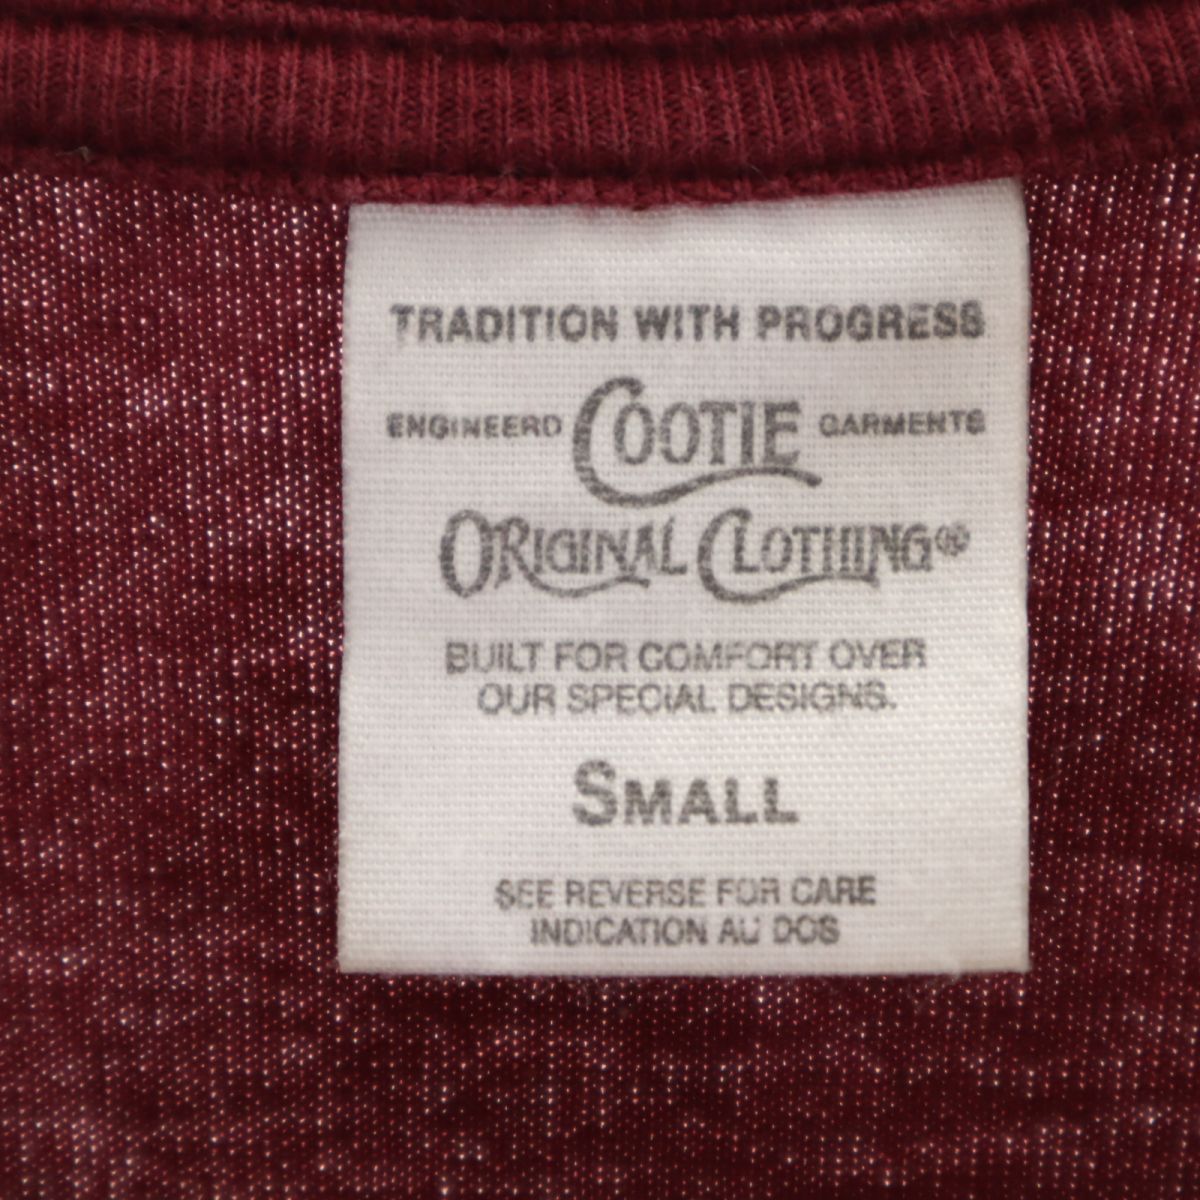 TRADITION WITH PROGRESS
ENGINEERD COOTIE GARMENTS
ORIGINAL CLOTHING®
BUILT FOR COMFORT OVER
OUR SPECIAL DESIGNS.
SMALL
SEE REVERSE FOR CARE
INDICATION AU DOS